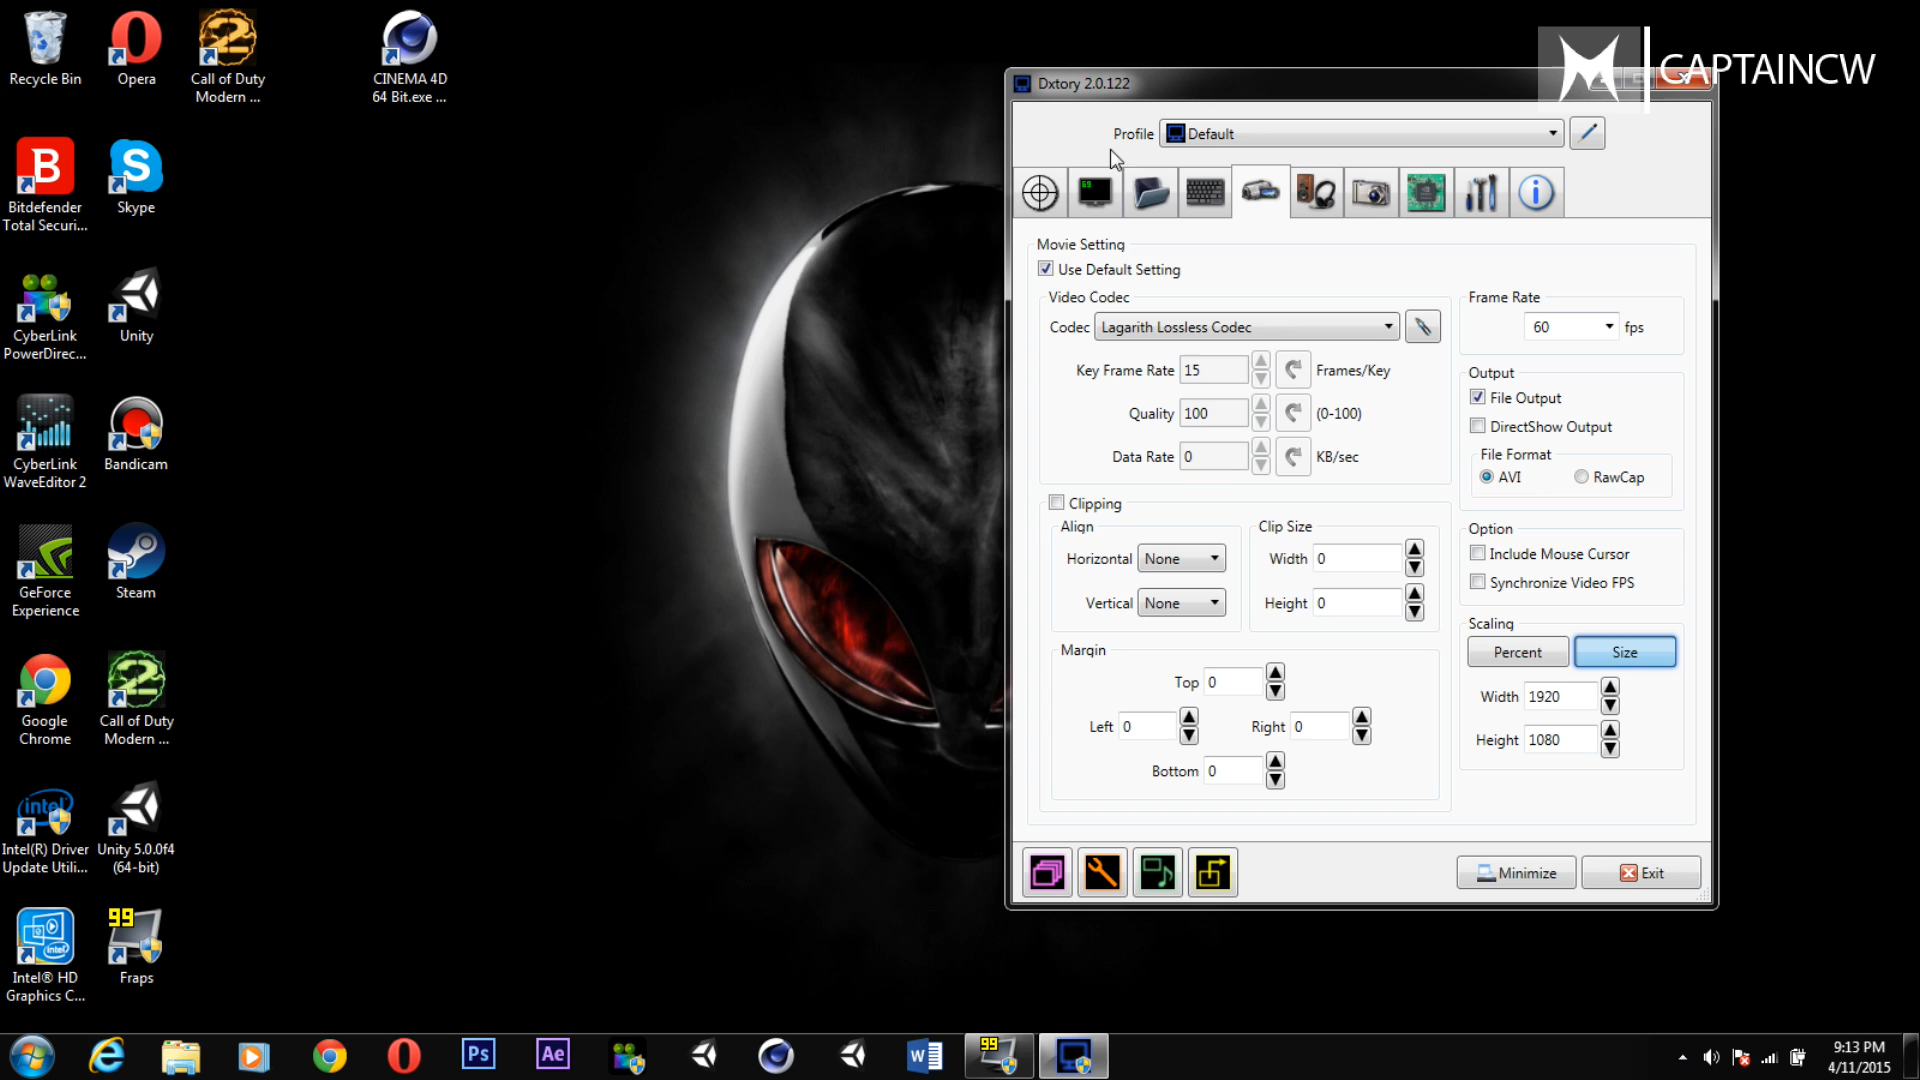 Recycle Bin
Opera
Call of Duty
Modern ...
CINEMA 4D
64 Bit.exe ...
Bitdefender
Total Securi...
Skype
CyberLink
PowerDirec...
Unity
CyberLink
WaveEditor 2
Bandicam
GeForce
Experience
Steam
Google
Chrome
Call of Duty
Modern ...
Intel(R) Driver
Update Utili...
Unity 5.0.0f4
(64-bit)
99
Intel® HD
Graphics C...
Fraps
CAPTAINCW
Dxtory 2.0.122
Profile Default
Movie Setting
Use Default Setting
Video Codec
Codec Lagarith Lossless Codec
Key Frame Rate 15 Frames/Key
Quality 100 (0-100)
Data Rate 0 KB/sec
Clipping
Align
Horizontal None
Vertical None
Clip Size
Width 0
Height 0
Margin
Top 0
Left 0 Right 0
Bottom 0
Frame Rate
60 fps
Output
File Output
DirectShow Output
File Format
AVI RawCap
Option
Include Mouse Cursor
Synchronize Video FPS
Scaling
Percent Size
Width 1920
Height 1080
Minimize Exit
Ps
Ae
99
9:13 PM
4/11/2015